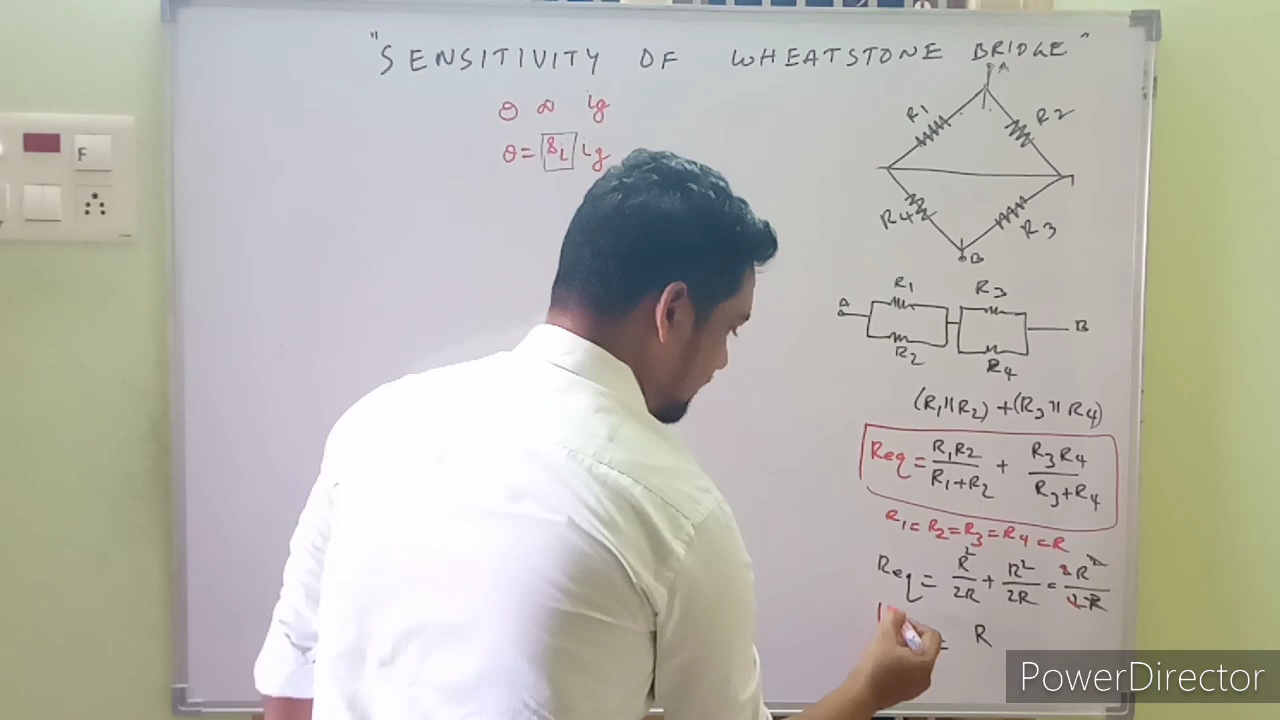 "SENSITIVITY OF WHEATSTONE BRIDGE"
θ ∝ ig
θ = Si ig
A
R1
R2
R4
R3
B
R1
R3
A
B
R2
R4
(R1 || R2) + (R3 || R4)
Req = R1R2/R1+R2 + R3R4/R3+R4
R1 = R2 = R3 = R4 = R
Req = R²/2R + R²/2R = 2R²/2R
= R
F
PowerDirector